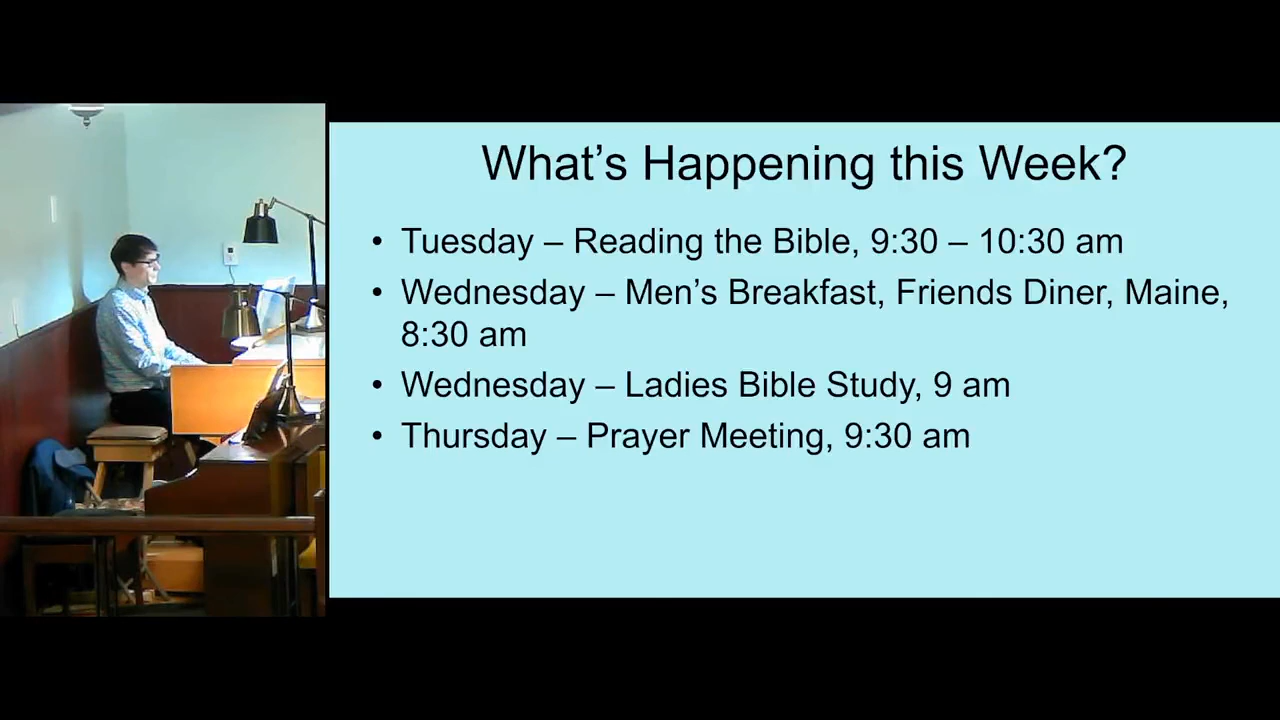 What’s Happening this Week?
• Tuesday – Reading the Bible, 9:30 – 10:30 am
• Wednesday – Men’s Breakfast, Friends Diner, Maine,
8:30 am
• Wednesday – Ladies Bible Study, 9 am
• Thursday – Prayer Meeting, 9:30 am